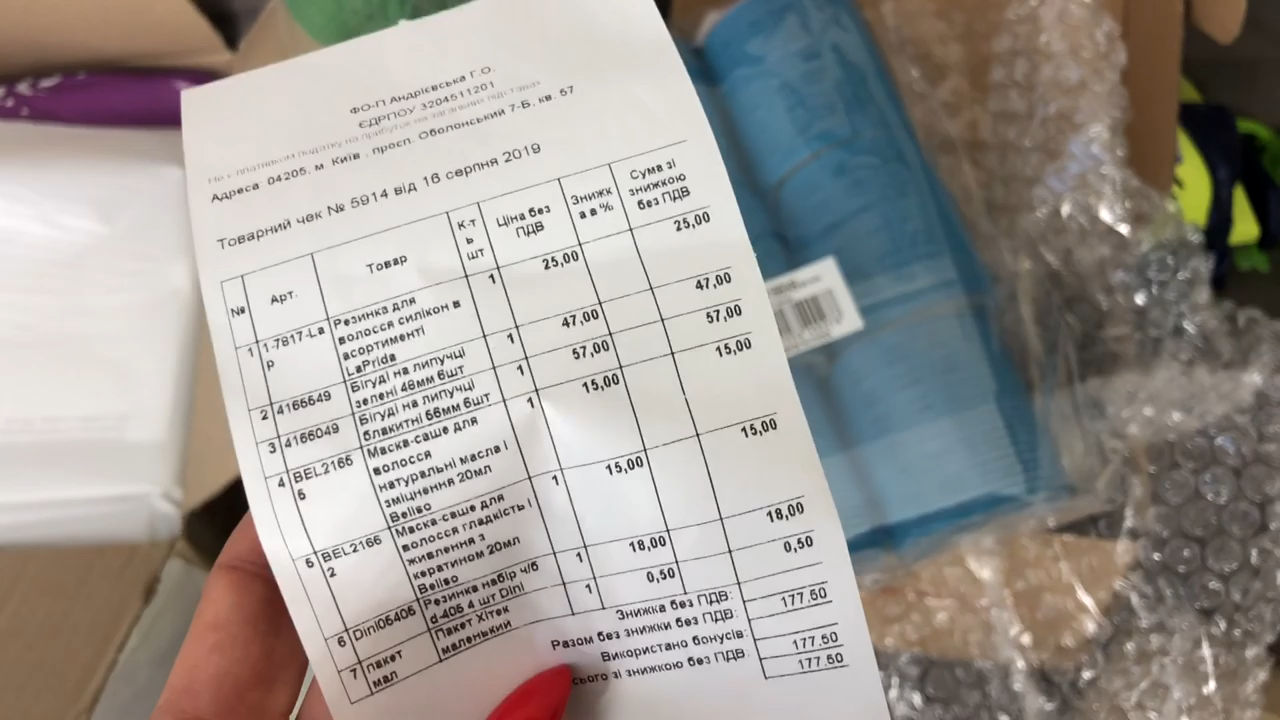 ФО-П Андрієвська Г.О.
ЄДРПОУ 3204511201
Не є платником податку на прибуток на загальних підставах
Адреса: 04205, м Київ , просп. Оболонський 7-Б, кв. 57
Товарний чек № 5914 від 16 серпня 2019
№ Арт. Товар К-ть шт Ціна без ПДВ Знижка в % Сума зі знижкою без ПДВ
1 1-7817-Lap Резинка для волосся силікон в асортименті LaPrida 1 25,00 25,00
2 4166649 Бігуді на липучці зелені 48мм 6шт 1 47,00 47,00
3 4166049 Бігуді на липучці блакитні 66мм 6шт 1 57,00 57,00
4 BEL21666 Маска-саше для волосся натуральні масла і зміцнення 20мл Beliso 1 15,00 15,00
5 BEL21662 Маска-саше для волосся гладкість і живлення з кератином 20мл Beliso 1 15,00 15,00
6 Dini05405 Резинка набір ч/б d-405 4 шт Dini 1 18,00 18,00
7 пакет мал Пакет Хітек маленький 1 0,50 0,50
Знижка без ПДВ:
Разом без знижки без ПДВ: 177.50
Використано бонусів:
сього зі знижкою без ПДВ: 177.50
177.50